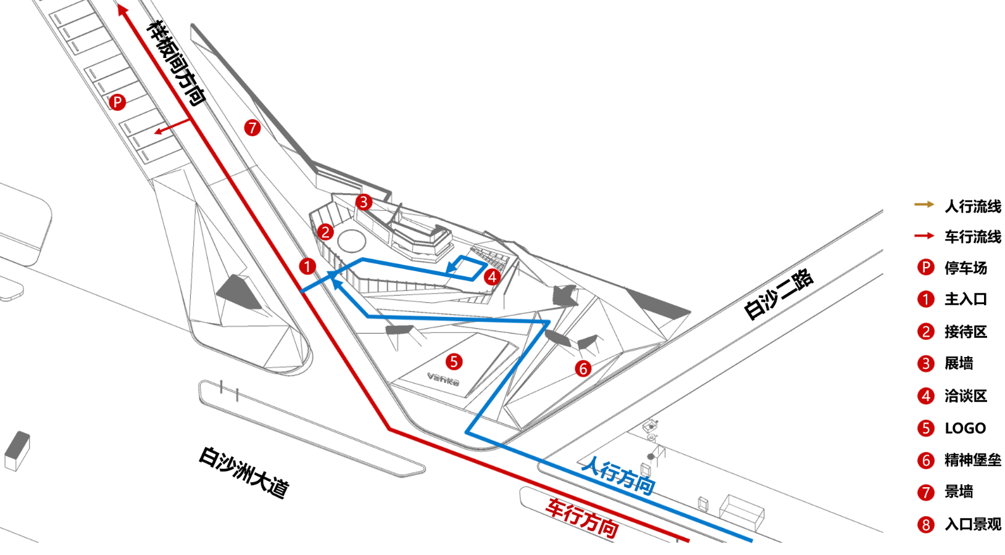 样板间方向
P
7
3
2
1
4
5
vanke
6
白沙二路
白沙洲大道
人行方向
车行方向
人行流线
车行流线
P 停车场
1 主入口
2 接待区
3 展墙
4 洽谈区
5 LOGO
6 精神堡垒
7 景墙
8 入口景观